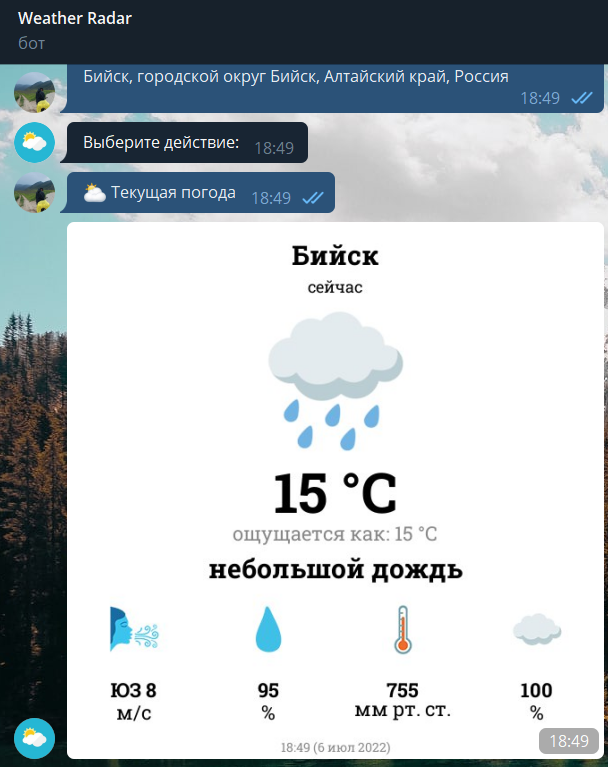 Weather Radar
бот
Бийск, городской округ Бийск, Алтайский край, Россия
18:49
Выберите действие: 18:49
Текущая погода 18:49
Бийск
сейчас
15 °C
ощущается как: 15 °C
небольшой дождь
ЮЗ 8 95 755 100
м/с % мм рт. ст. %
18:49 (6 июл 2022)
18:49